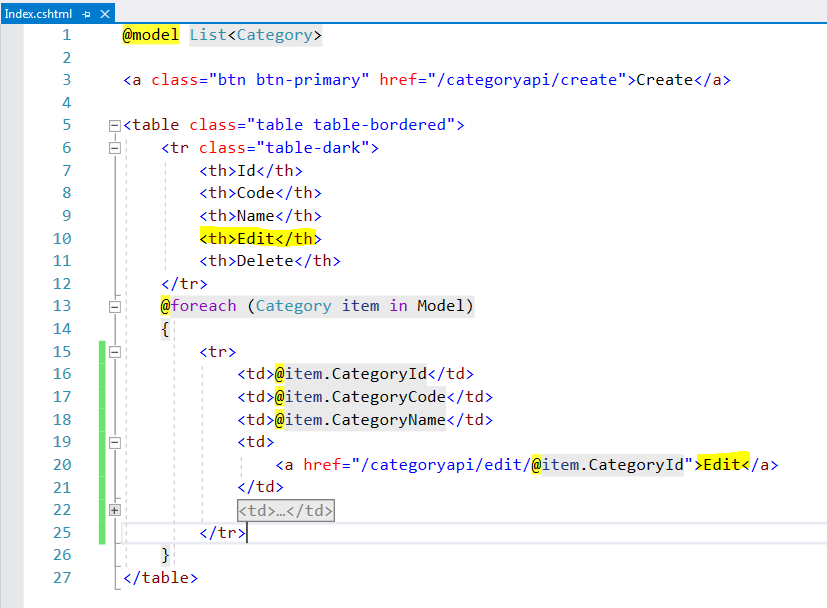 Index.cshtml
1 @model List<Category>
2
3 <a class="btn btn-primary" href="/categoryapi/create">Create</a>
4
5 <table class="table table-bordered">
6 <tr class="table-dark">
7 <th>Id</th>
8 <th>Code</th>
9 <th>Name</th>
10 <th>Edit</th>
11 <th>Delete</th>
12 </tr>
13 @foreach (Category item in Model)
14 {
15 <tr>
16 <td>@item.CategoryId</td>
17 <td>@item.CategoryCode</td>
18 <td>@item.CategoryName</td>
19 <td>
20 <a href="/categoryapi/edit/@item.CategoryId">Edit</a>
21 </td>
22 <td>…</td>
25 </tr>
26 }
27 </table>